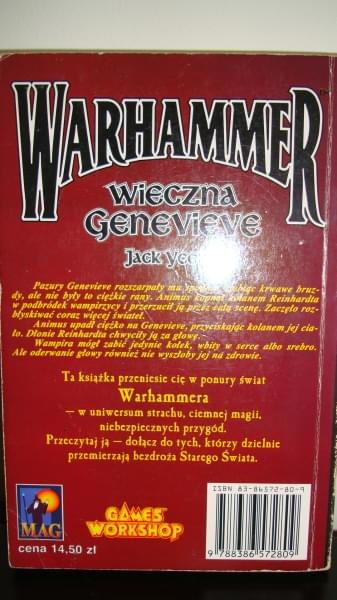 WARHAMMER
WIECZNA
GENEVIEVE
JACK
Pazury Genevieve rozszarpały mu krwawe bruz-
dy, ale nie były to ciężkie rany. Animus kopnął kolanem Reinhardta
w podbródek wampirzycy i przerzucił ją przez całą scenę. Zaczęło roz-
błyskiwać coraz więcej świateł.
Animus upadł ciężko na Genevieve, przyciskając kolanem jej cia-
ło. Dłonie Reinhardta chwyciły ją za głowę.
Wampira mógł zabić jedynie kołek, wbity w serce albo srebro.
Ale oderwanie głowy również nie wyszłoby jej na zdrowie.
Ta książka przeniesie cię w ponury świat
Warhammera
— w uniwersum strachu, ciemnej magii,
niebezpiecznych przygód.
Przeczytaj ją — dołącz do tych, którzy dzielnie
przemierzają bezdroża Starego Świata.
MAG
GAMES
WORKSHOP
cena 14,50 zł
ISBN 83-86572-80-9
9 788386 572809